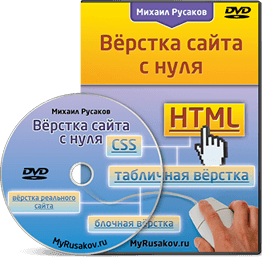 Михаил Русаков
DVD
Вёрстка сайта
с нуля
HTML
табличная вёрстка
MyRusakov.ru
Михаил Русаков
Вёрстка сайта
с нуля
CSS
DVD
вёрстка реального
сайта
блочная вёрстка
MyRusakov.ru